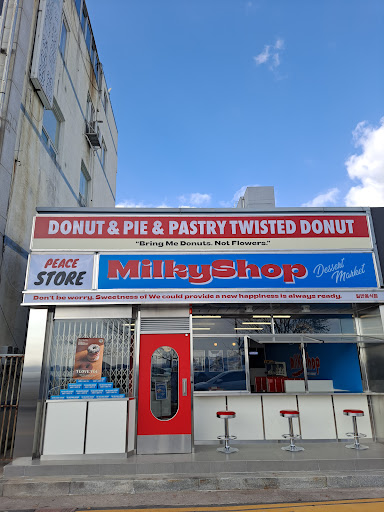 DONUT & PIE & PASTRY TWISTED DONUT
"Bring Me Donuts. Not Flowers."
PEACE
STORE
MilkyShop
Dessert
Market
Don't be worry. Sweetness of We could provide a new happiness is always ready.